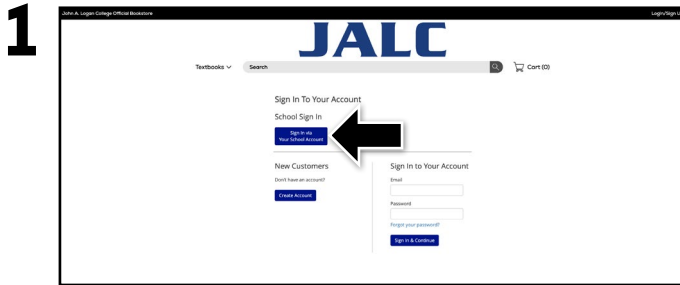 1
John A. Logan College Official Bookstore
Login/Sign U
JALC
Textbooks
Search
Cart (0)
Sign In To Your Account
School Sign In
Sign In via
Your School Account
New Customers
Don't have an account?
Create Account
Sign In to Your Account
Email
Password
Forgot your password?
Sign In & Continue